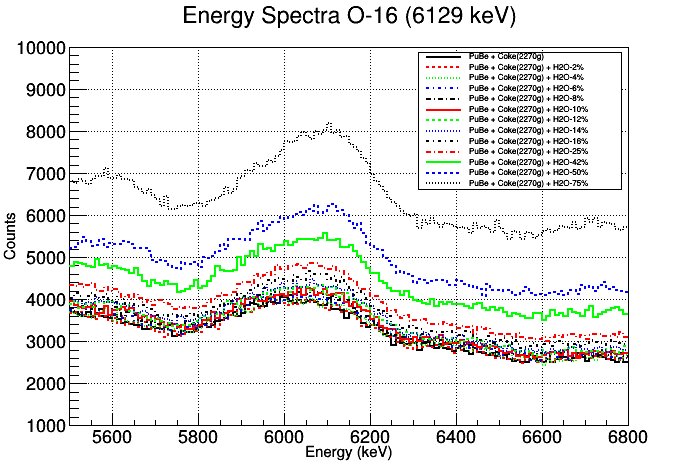 Energy Spectra O-16 (6129 keV)
10000
9000
8000
7000
6000
5000
4000
3000
2000
1000
Counts
PuBe + Coke(2270g)
PuBe + Coke(2270g) + H2O-2%
PuBe + Coke(2270g) + H2O-4%
PuBe + Coke(2270g) + H2O-6%
PuBe + Coke(2270g) + H2O-8%
PuBe + Coke(2270g) + H2O-10%
PuBe + Coke(2270g) + H2O-12%
PuBe + Coke(2270g) + H2O-14%
PuBe + Coke(2270g) + H2O-16%
PuBe + Coke(2270g) + H2O-25%
PuBe + Coke(2270g) + H2O-42%
PuBe + Coke(2270g) + H2O-50%
PuBe + Coke(2270g) + H2O-75%
5600 5800 6000 6200 6400 6600 6800
Energy (keV)